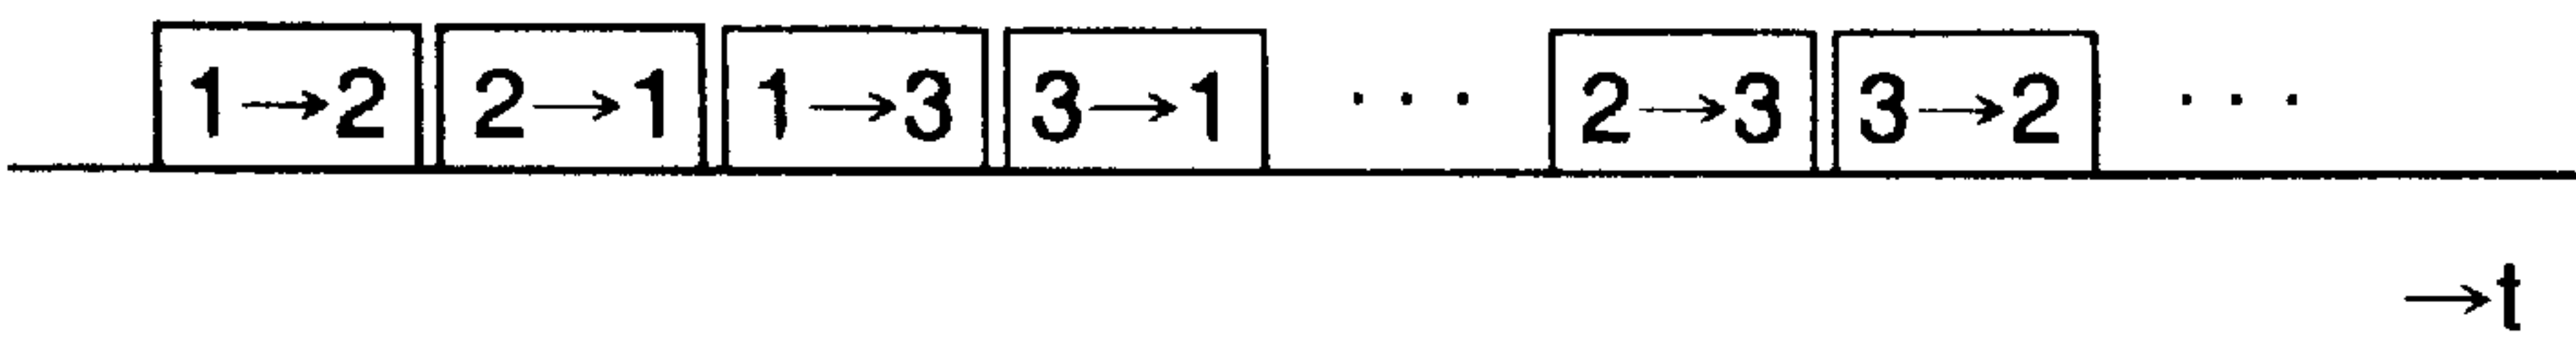 1→2 2→1 1→3 3→1 · · · 2→3 3→2 · · ·
→t